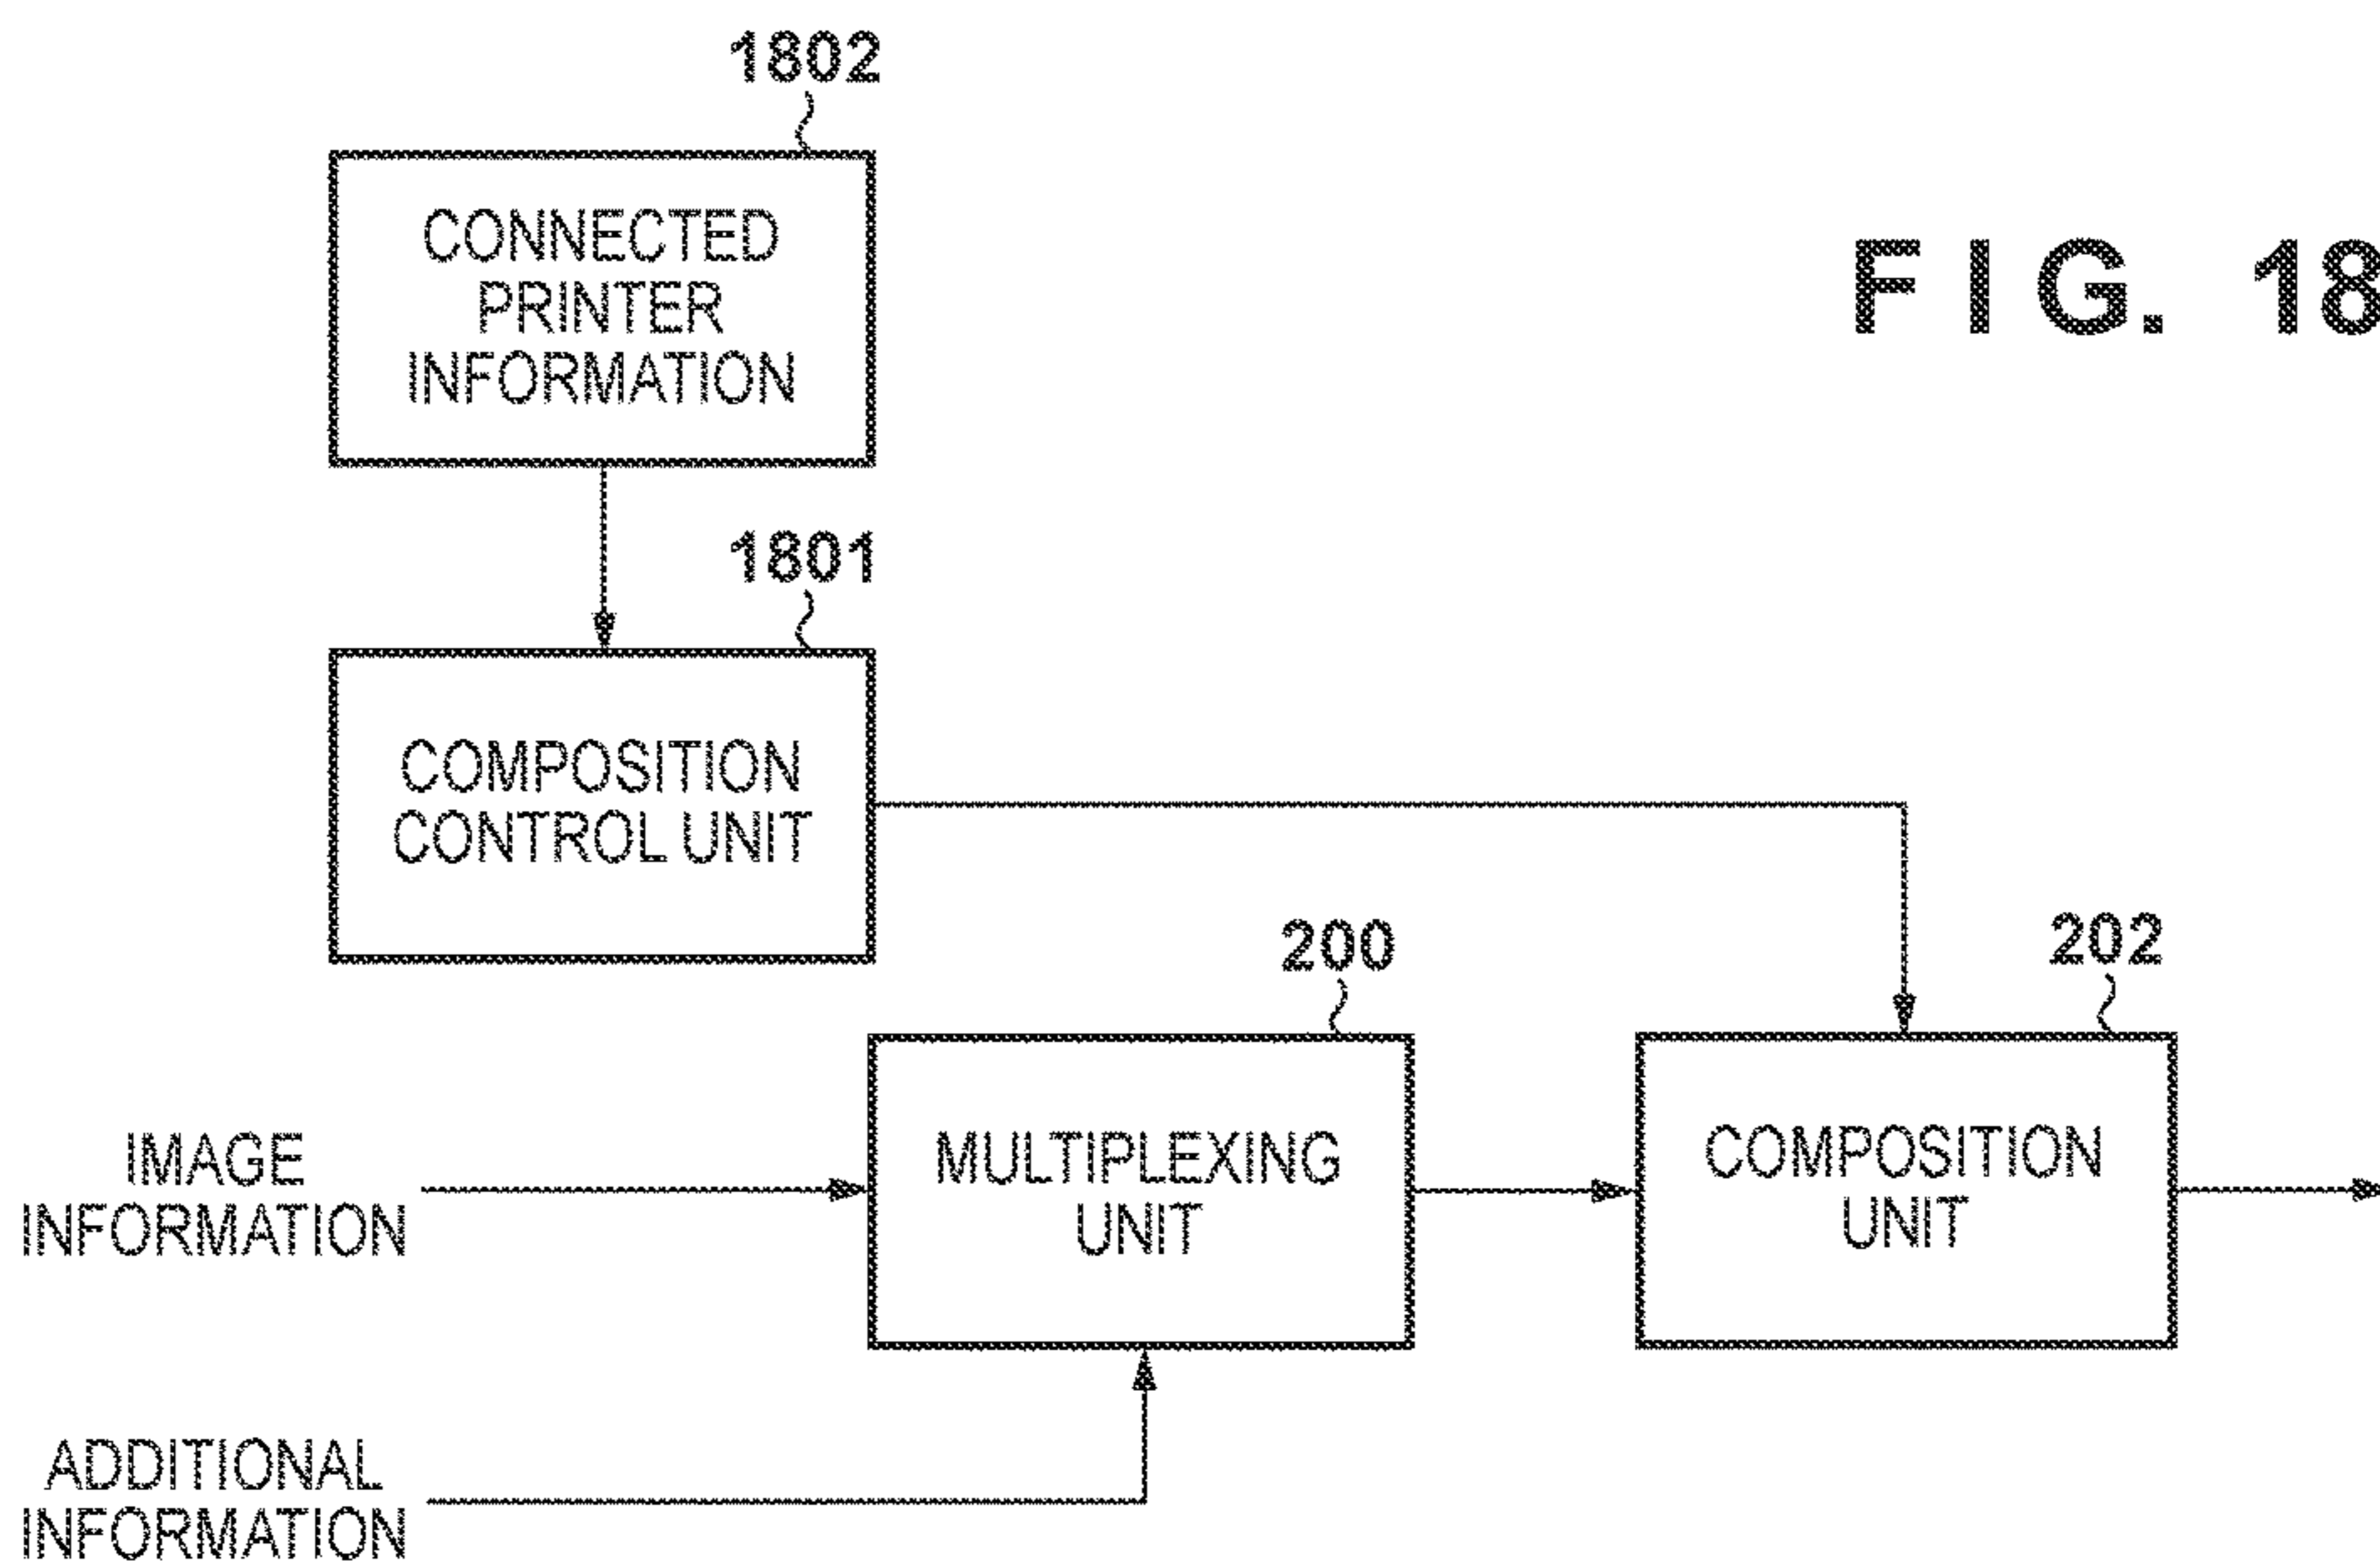 1802
CONNECTED
PRINTER
INFORMATION
FIG. 18
1801
COMPOSITION
CONTROL UNIT
200
202
IMAGE
INFORMATION
MULTIPLEXING
UNIT
COMPOSITION
UNIT
ADDITIONAL
INFORMATION